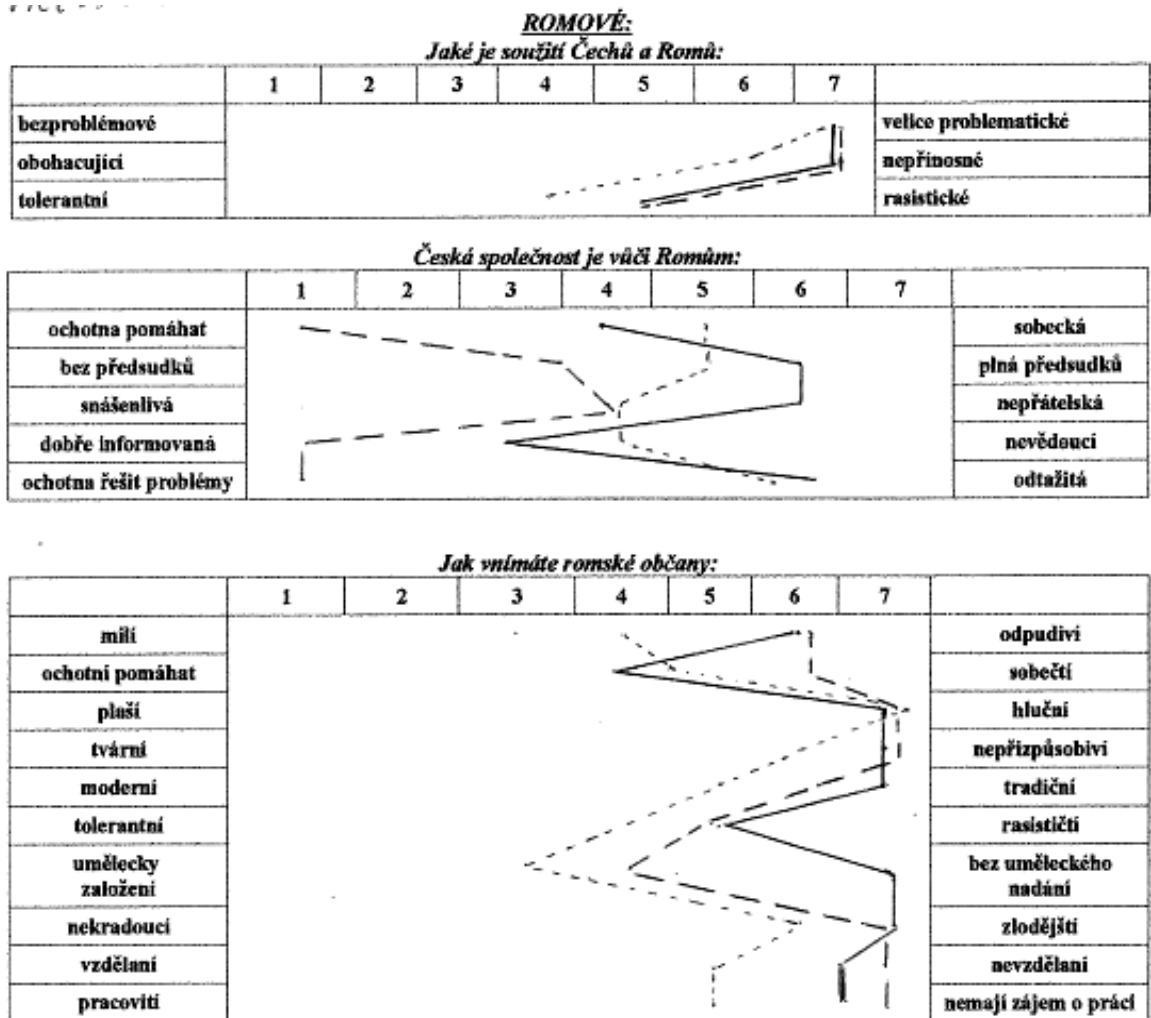 ROMOVÉ:
Jaké je soužití Čechů a Romů:
1 2 3 4 5 6 7
bezproblémové velice problematické
obohacující nepřínosné
tolerantní rasistické
Česká společnost je vůči Romům:
1 2 3 4 5 6 7
ochotna pomáhat sobecká
bez předsudků plná předsudků
snášenlivá nepřátelská
dobře informovaná nevědoucí
ochotna řešit problémy odtažitá
Jak vnímáte romské občany:
1 2 3 4 5 6 7
milí odpudiví
ochotní pomáhat sobečtí
plaší hluční
tvární nepřizpůsobiví
moderní tradiční
tolerantní rasističtí
umělecky bez uměleckého
založení nadání
nekradoucí zlodějští
vzdělaní nevzdělaní
pracovití nemají zájem o práci